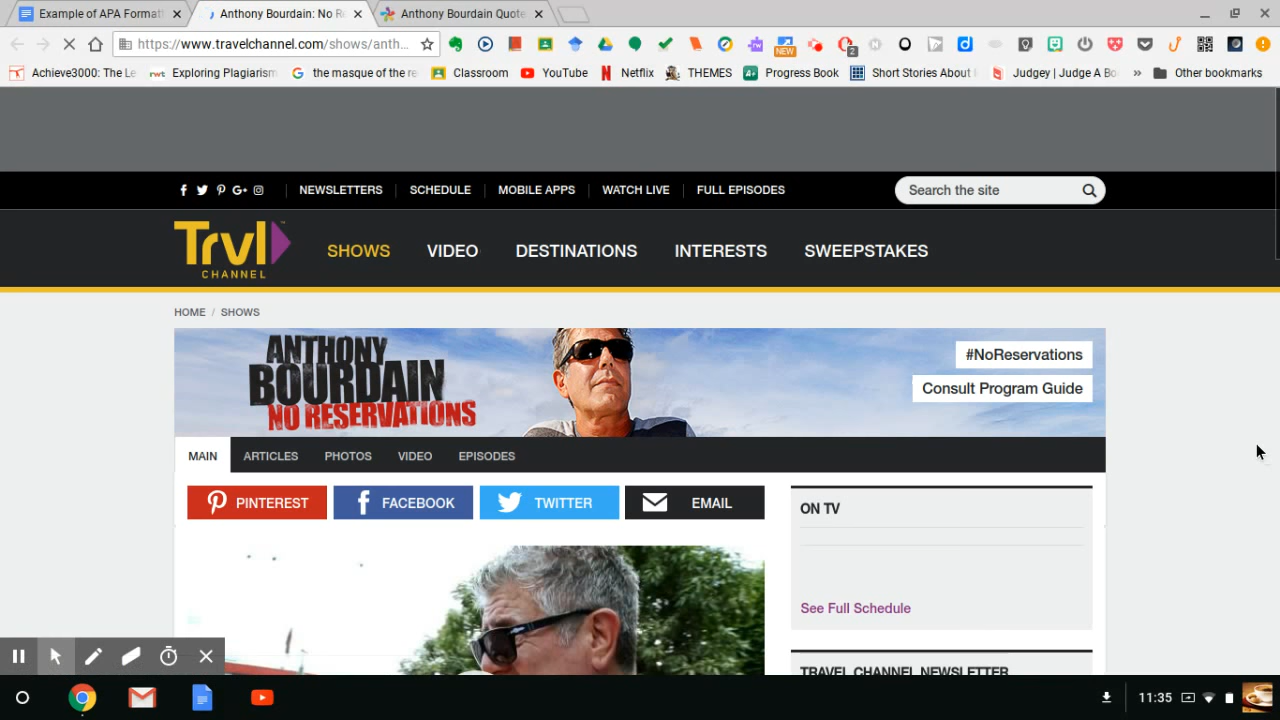 Example of APA Format
Anthony Bourdain: No R
Anthony Bourdain Quote
https://www.travelchannel.com/shows/anth...
NEW
2
Achieve3000: The Le
rwt
Exploring Plagiarism
the masque of the re
Classroom
YouTube
Netflix
THEMES
Progress Book
Short Stories About
Judgey | Judge A Bo
»
Other bookmarks
NEWSLETTERS
SCHEDULE
MOBILE APPS
WATCH LIVE
FULL EPISODES
Search the site
Trvl
CHANNEL
SHOWS
VIDEO
DESTINATIONS
INTERESTS
SWEEPSTAKES
HOME / SHOWS
ANTHONY
BOURDAIN
NO RESERVATIONS
#NoReservations
Consult Program Guide
MAIN
ARTICLES
PHOTOS
VIDEO
EPISODES
PINTEREST
FACEBOOK
TWITTER
EMAIL
ON TV
See Full Schedule
TRAVEL CHANNEL NEWSLETTER
11:35